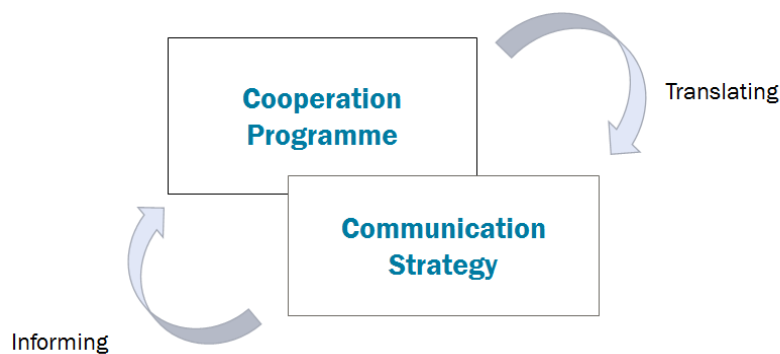 Cooperation
Programme
Translating
Communication
Strategy
Informing